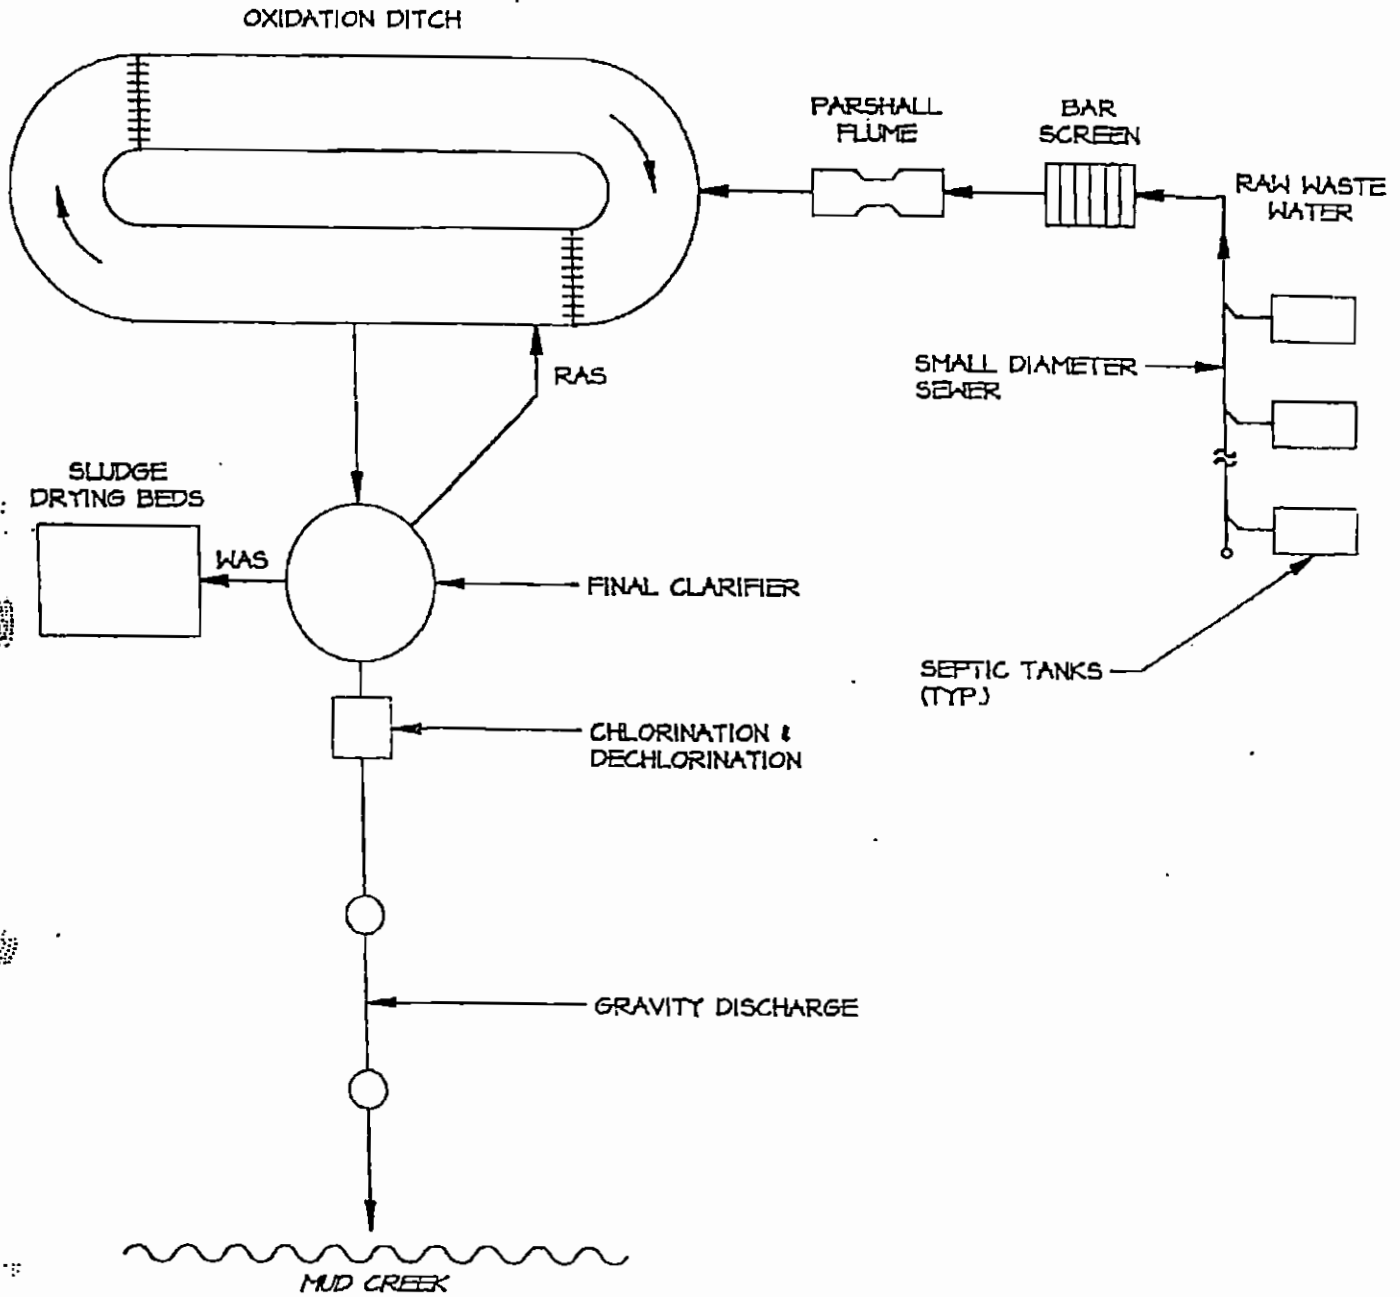 OXIDATION DITCH
PARSHALL
FLUME
BAR
SCREEN
RAW WASTE
WATER
SMALL DIAMETER
SEWER
RAS
SLUDGE
DRYING BEDS
WAS
FINAL CLARIFIER
SEPTIC TANKS
(TYP.)
CHLORINATION &
DECHLORINATION
GRAVITY DISCHARGE
MUD CREEK